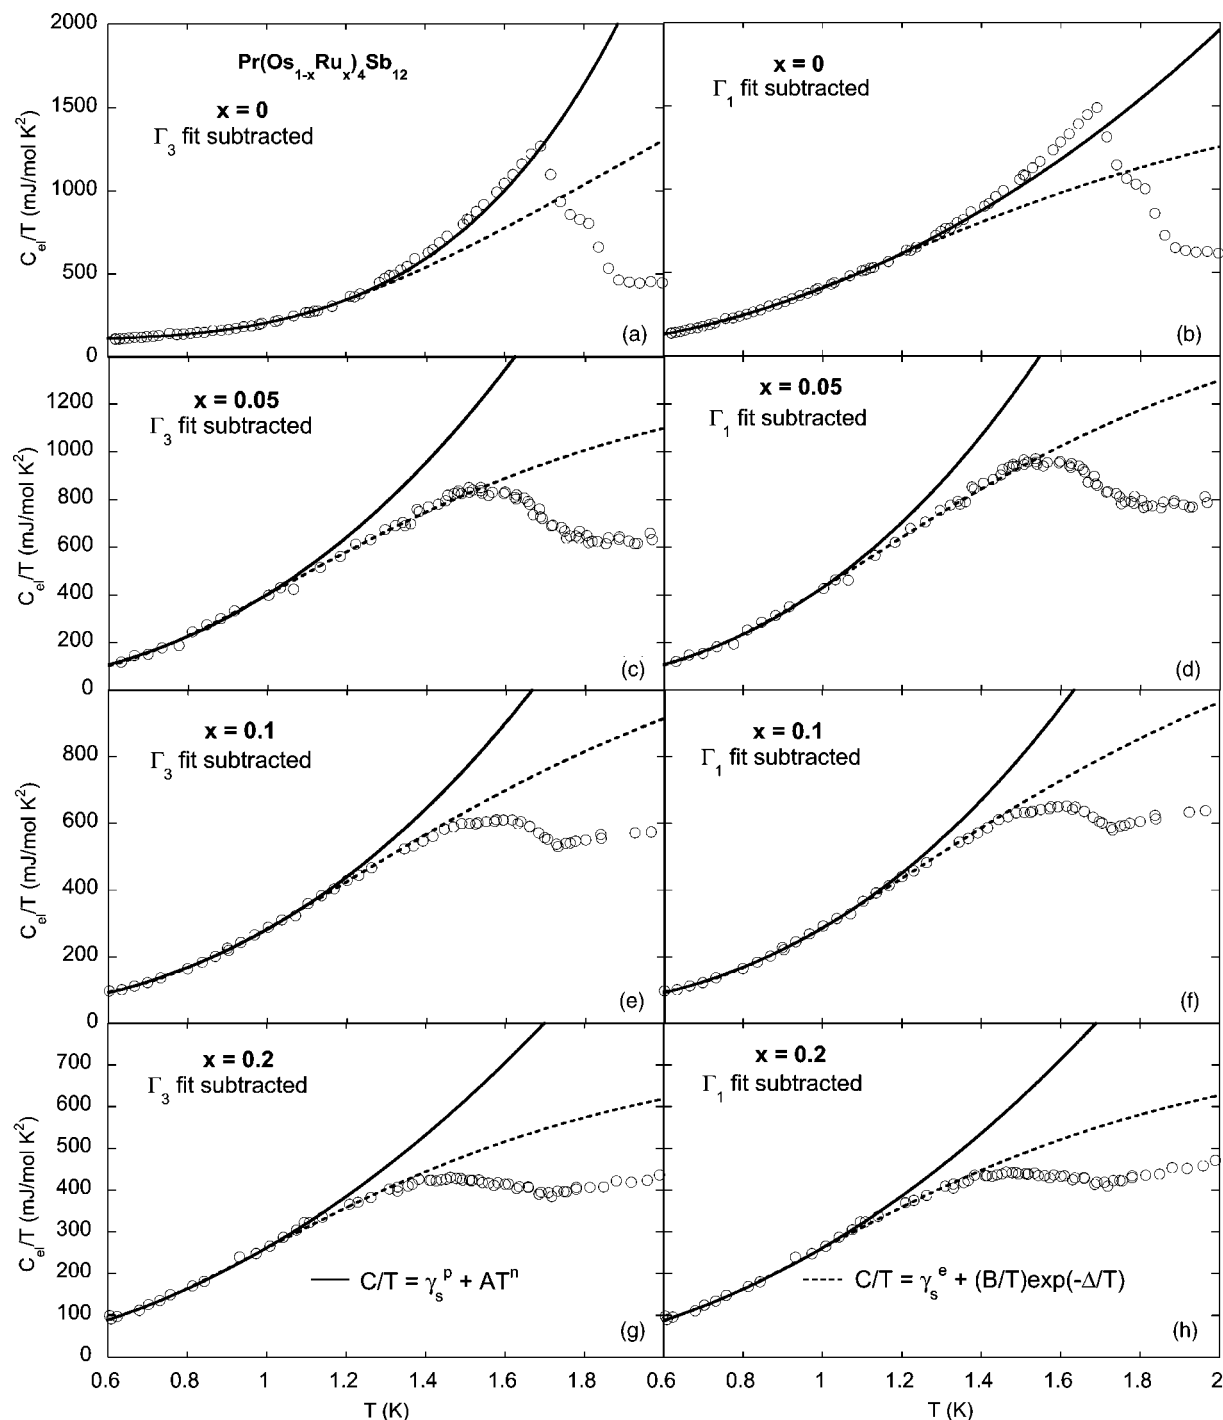 Pr(Os1-xRux)4Sb12
x = 0
Γ3 fit subtracted
(a)
x = 0
Γ1 fit subtracted
(b)
2000
1500
1000
500
0
Cel/T (mJ/mol K2)
x = 0.05
Γ3 fit subtracted
(c)
x = 0.05
Γ1 fit subtracted
(d)
1200
1000
800
600
400
200
0
Cel/T (mJ/mol K2)
x = 0.1
Γ3 fit subtracted
(e)
x = 0.1
Γ1 fit subtracted
(f)
800
600
400
200
0
Cel/T (mJ/mol K2)
x = 0.2
Γ3 fit subtracted
C/T = γsp + ATn
(g)
x = 0.2
Γ1 fit subtracted
C/T = γse + (B/T)exp(-Δ/T)
(h)
700
600
500
400
300
200
100
0
Cel/T (mJ/mol K2)
0.6 0.8 1 1.2 1.4 1.6 1.8 0.6 0.8 1 1.2 1.4 1.6 1.8 2
T (K) T (K)